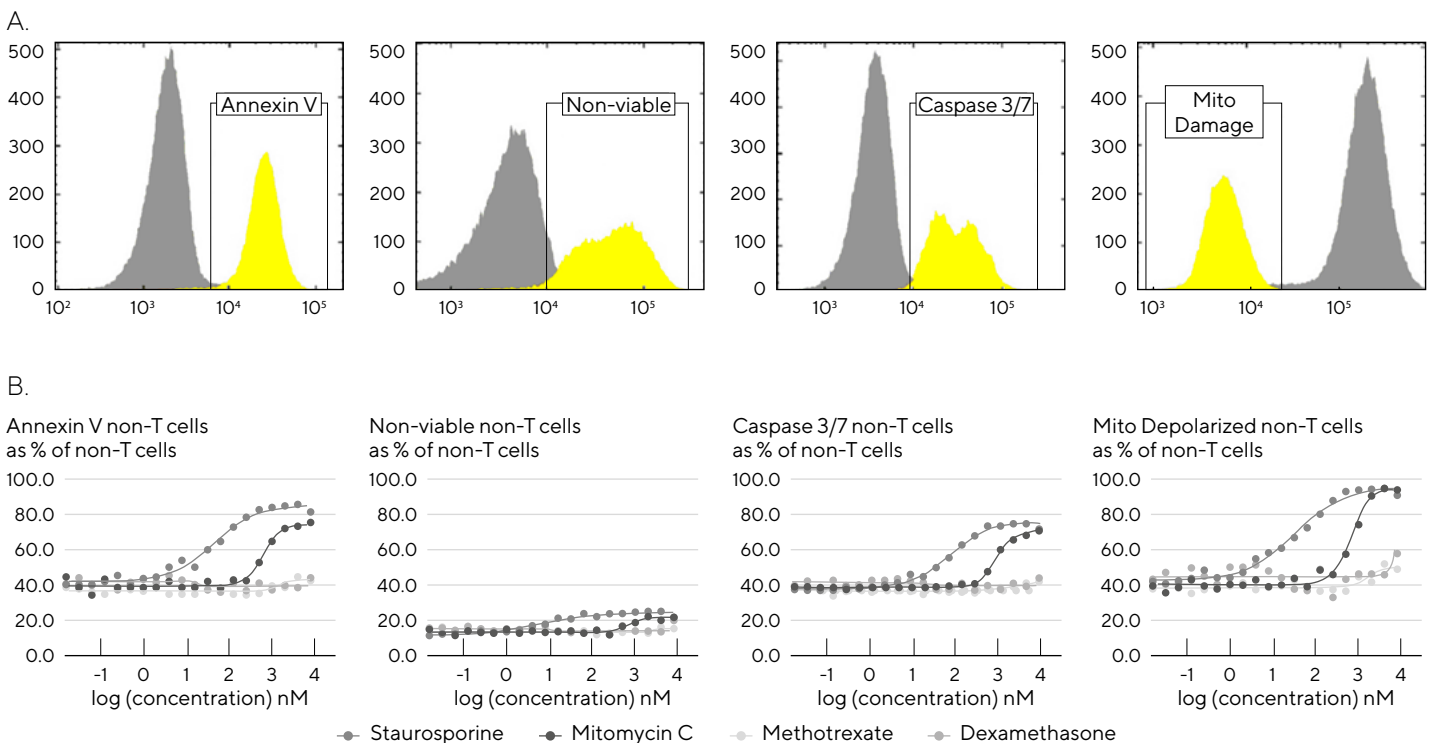 A.
500
400
300
200
100
0
10² 10³ 10⁴ 10⁵
Annexin V
500
400
300
200
100
0
10³ 10⁴ 10⁵
Non-viable
500
400
300
200
100
0
10³ 10⁴ 10⁵
Caspase 3/7
500
400
300
200
100
0
10³ 10⁴ 10⁵
Mito
Damage
B.
Annexin V non-T cells
as % of non-T cells
100.0
80.0
60.0
40.0
20.0
0.0
-1 0 1 2 3 4
log (concentration) nM
Non-viable non-T cells
as % of non-T cells
100.0
80.0
60.0
40.0
20.0
0.0
-1 0 1 2 3 4
log (concentration) nM
Caspase 3/7 non-T cells
as % of non-T cells
100.0
80.0
60.0
40.0
20.0
0.0
-1 0 1 2 3 4
log (concentration) nM
Mito Depolarized non-T cells
as % of non-T cells
100.0
80.0
60.0
40.0
20.0
0.0
-1 0 1 2 3 4
log (concentration) nM
Staurosporine Mitomycin C Methotrexate Dexamethasone